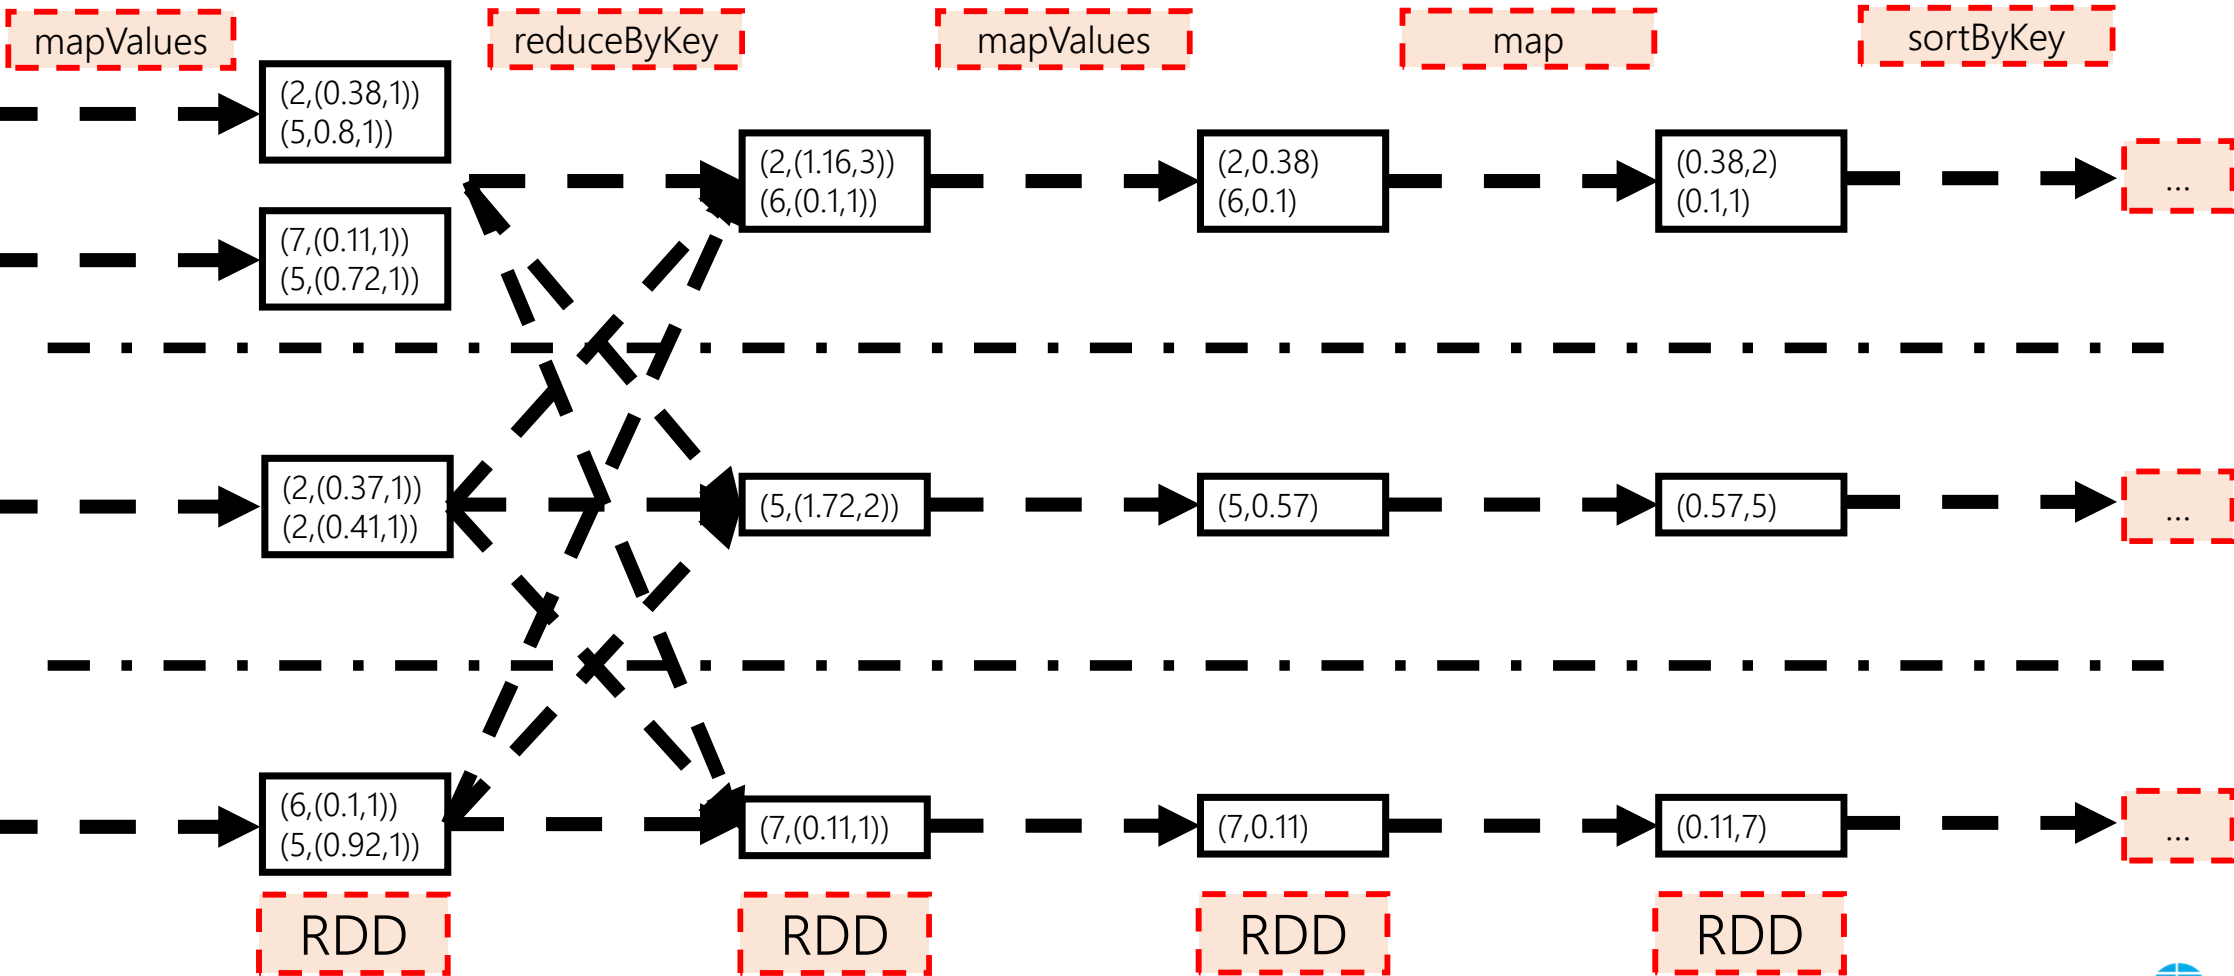 mapValues
reduceByKey
mapValues
map
sortByKey
(2,(0.38,1))
(5,0.8,1))
(7,(0.11,1))
(5,(0.72,1))
(2,(1.16,3))
(6,(0.1,1))
(2,0.38)
(6,0.1)
(0.38,2)
(0.1,1)
...
(2,(0.37,1))
(2,(0.41,1))
(5,(1.72,2))
(5,0.57)
(0.57,5)
...
(6,(0.1,1))
(5,(0.92,1))
(7,(0.11,1))
(7,0.11)
(0.11,7)
...
RDD
RDD
RDD
RDD